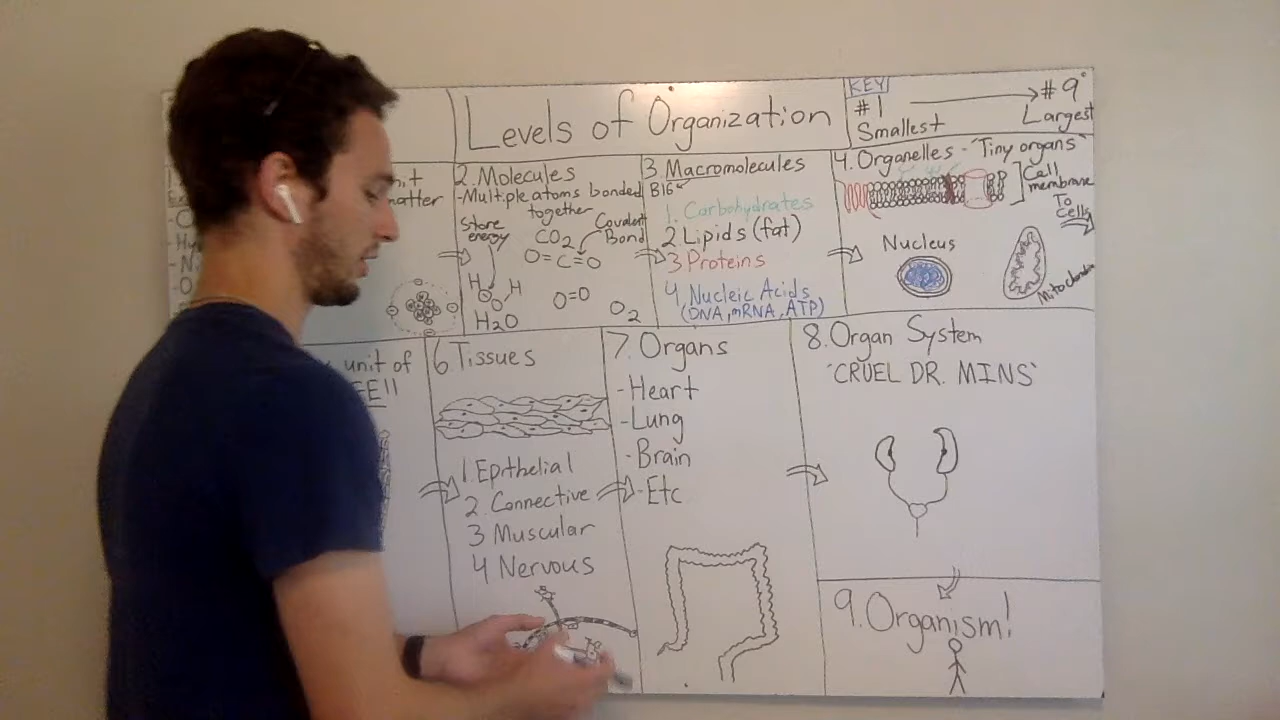 Levels of Organization
KEY
#1 → #9
Smallest Largest
2. Molecules
-Multple atoms bonded
together
Store
energy
CO2
Covalent
Bond
O=C=O
H
H
O
O
H2O
O=O
O2
3. Macromolecules
BIG
1. Carbohydrates
2 Lipids (fat)
3 Proteins
4. Nucleic Acids
(DNA, mRNA, ATP)
4. Organelles - "Tiny organs"
Cell
membrane
To
Cells
Nucleus
Mitochondria
unit of
6 Tissues
1. Epithelial
2. Connective
3 Muscular
4 Nervous
7. Organs
-Heart
-Lung
-Brain
-Etc
8. Organ System
"CRUEL DR. MINS"
9. Organism!